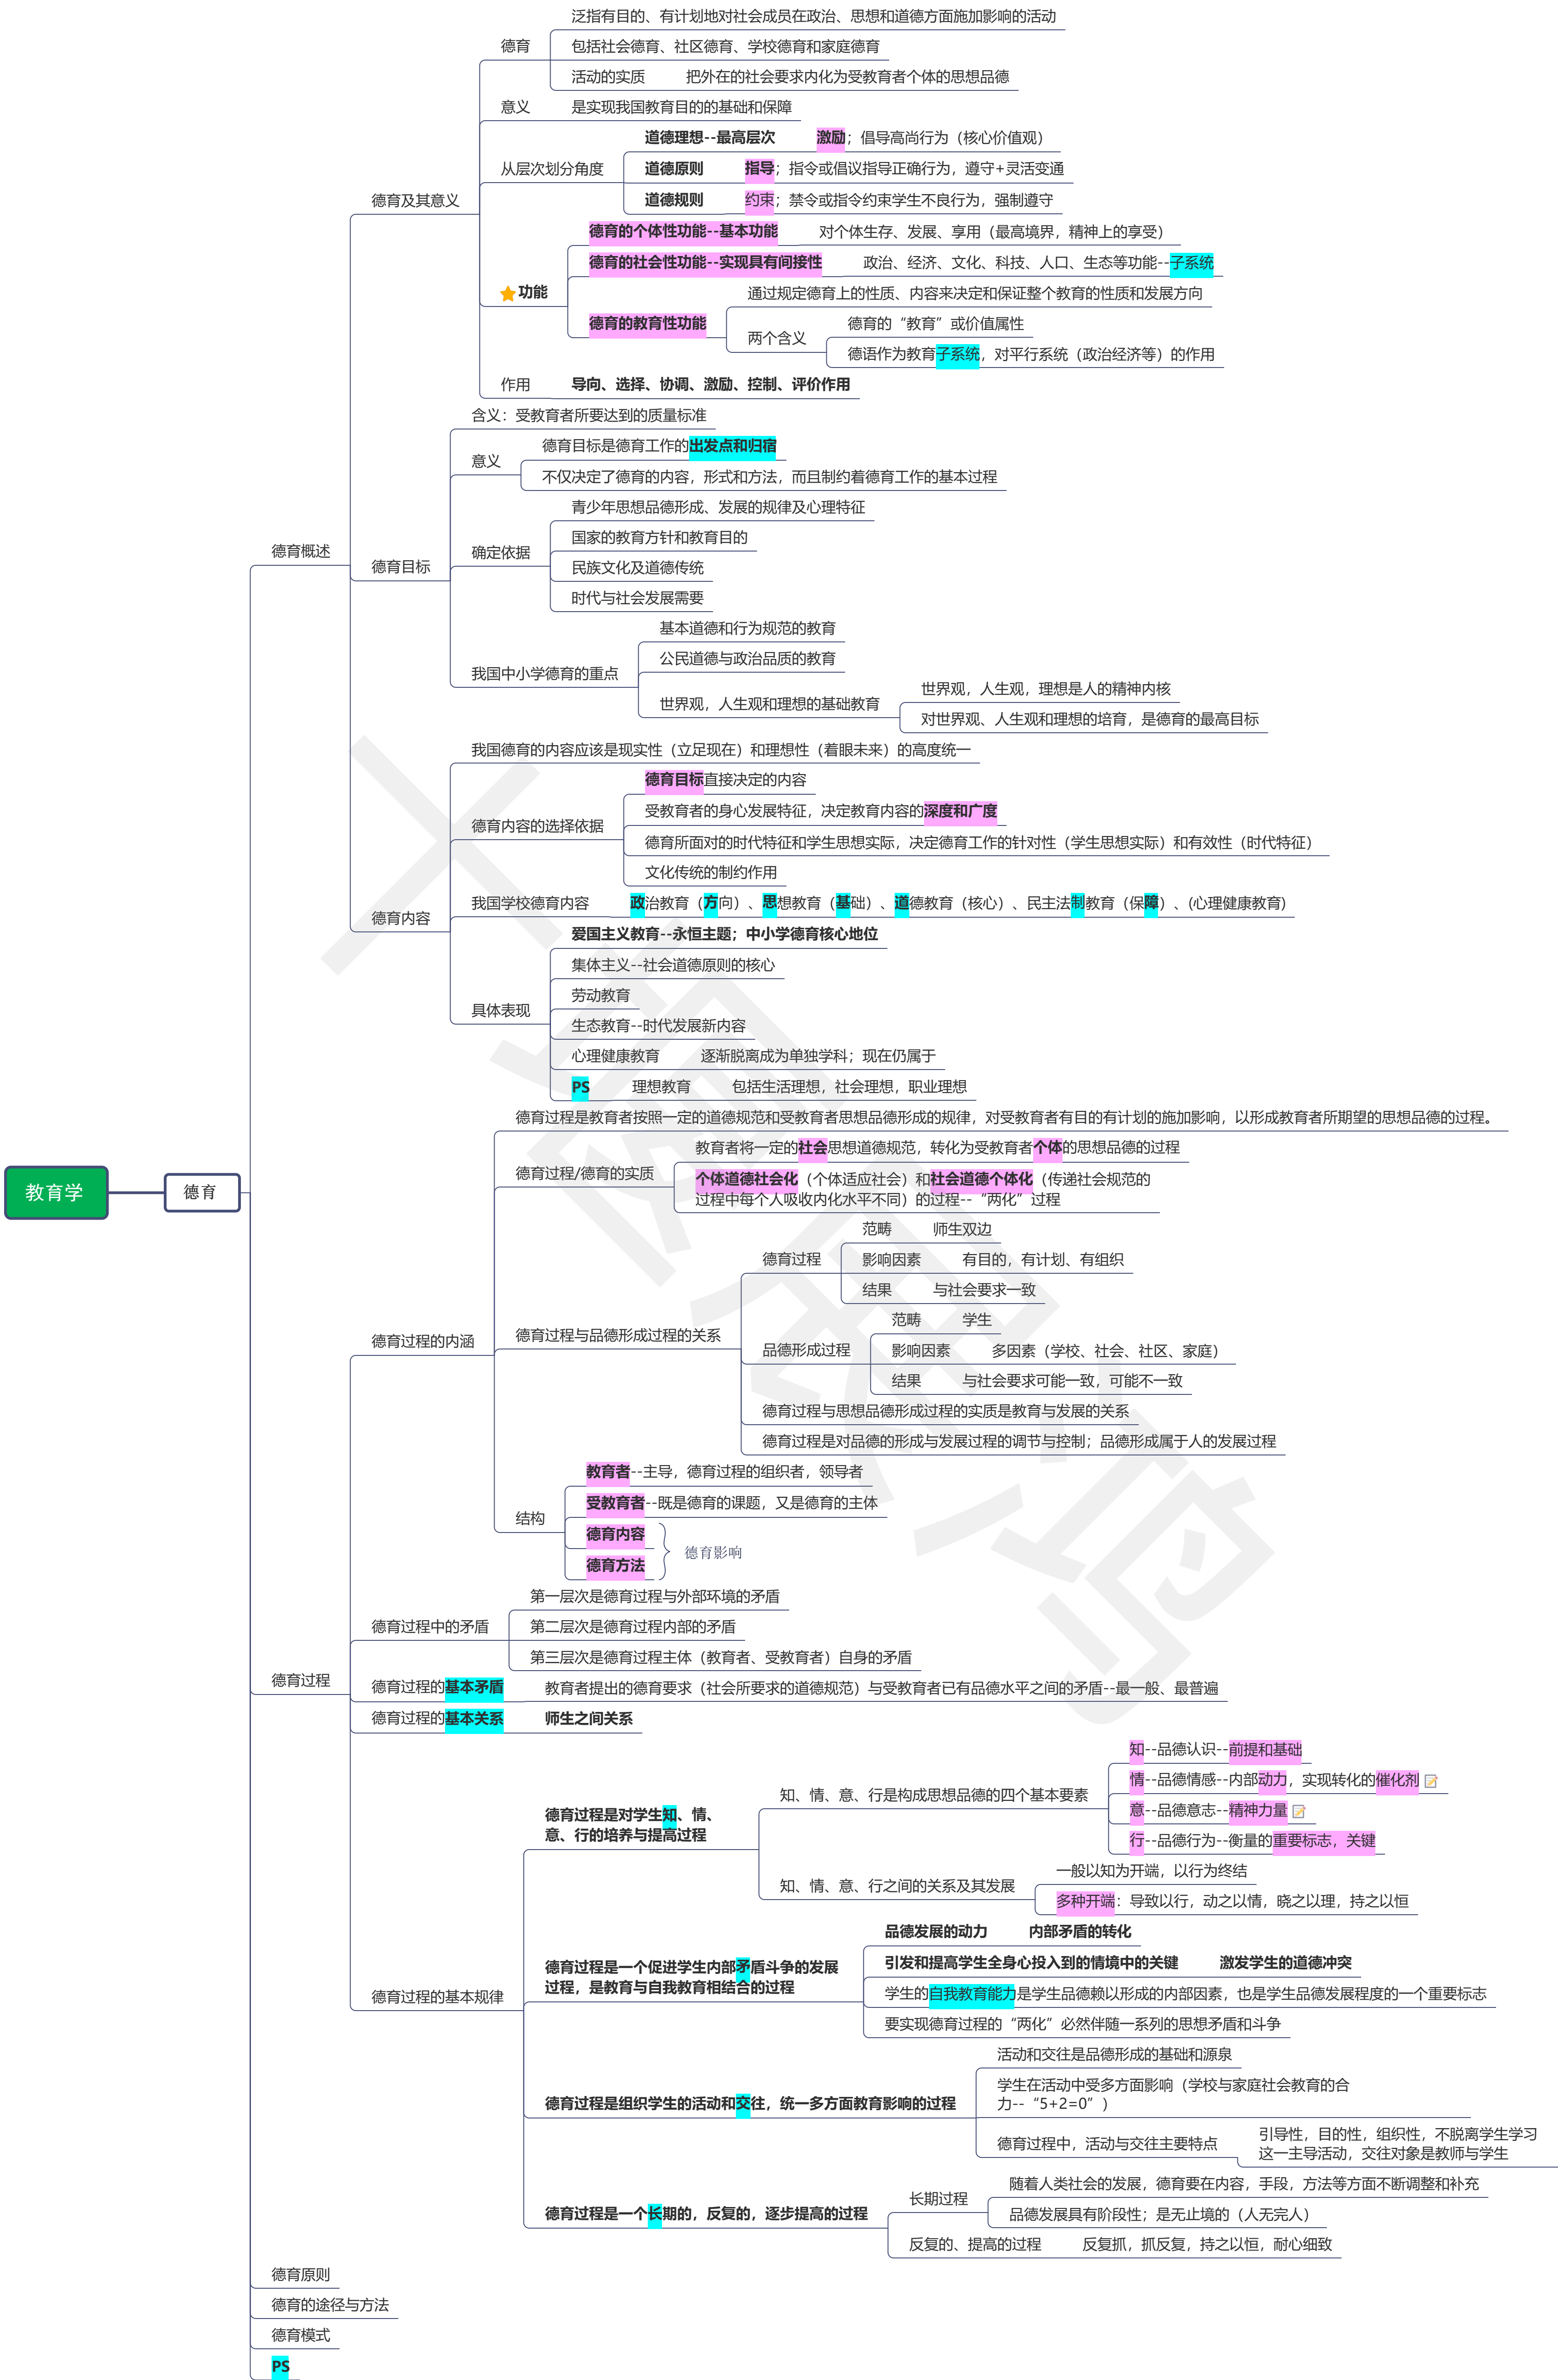 教育学
德育
德育概述
德育及其意义
德育
泛指有目的、有计划地对社会成员在政治、思想和道德方面施加影响的活动
包括社会德育、社区德育、学校德育和家庭德育
活动的实质 把外在的社会要求内化为受教育者个体的思想品德
意义 是实现我国教育目的的基础和保障
从层次划分角度
道德理想--最高层次 激励；倡导高尚行为（核心价值观）
道德原则 指导；指令或倡议指导正确行为，遵守+灵活变通
道德规则 约束；禁令或指令约束学生不良行为，强制遵守
功能
德育的个体性功能--基本功能 对个体生存、发展、享用（最高境界，精神上的享受）
德育的社会性功能--实现具有间接性 政治、经济、文化、科技、人口、生态等功能--子系统
德育的教育性功能
通过规定德育上的性质、内容来决定和保证整个教育的性质和发展方向
两个含义
德育的“教育”或价值属性
德语作为教育子系统，对平行系统（政治经济等）的作用
作用 导向、选择、协调、激励、控制、评价作用
德育目标
含义：受教育者所要达到的质量标准
意义
德育目标是德育工作的出发点和归宿
不仅决定了德育的内容，形式和方法，而且制约着德育工作的基本过程
确定依据
青少年思想品德形成、发展的规律及心理特征
国家的教育方针和教育目的
民族文化及道德传统
时代与社会发展需要
我国中小学德育的重点
基本道德和行为规范的教育
公民道德与政治品质的教育
世界观，人生观和理想的基础教育
世界观，人生观，理想是人的精神内核
对世界观、人生观和理想的培育，是德育的最高目标
德育内容
我国德育的内容应该是现实性（立足现在）和理想性（着眼未来）的高度统一
德育内容的选择依据
德育目标直接决定的内容
受教育者的身心发展特征，决定教育内容的深度和广度
德育所面对的时代特征和学生思想实际，决定德育工作的针对性（学生思想实际）和有效性（时代特征）
文化传统的制约作用
我国学校德育内容 政治教育（方向）、思想教育（基础）、道德教育（核心）、民主法制教育（保障）、(心理健康教育)
具体表现
爱国主义教育--永恒主题；中小学德育核心地位
集体主义--社会道德原则的核心
劳动教育
生态教育--时代发展新内容
心理健康教育 逐渐脱离成为单独学科；现在仍属于
PS 理想教育 包括生活理想，社会理想，职业理想
德育过程
德育过程的内涵
德育过程是教育者按照一定的道德规范和受教育者思想品德形成的规律，对受教育者有目的有计划的施加影响，以形成教育者所期望的思想品德的过程。
德育过程/德育的实质
教育者将一定的社会思想道德规范，转化为受教育者个体的思想品德的过程
个体道德社会化（个体适应社会）和社会道德个体化（传递社会规范的
过程中每个人吸收内化水平不同）的过程--“两化”过程
德育过程与品德形成过程的关系
德育过程
范畴 师生双边
影响因素 有目的，有计划、有组织
结果 与社会要求一致
品德形成过程
范畴 学生
影响因素 多因素（学校、社会、社区、家庭）
结果 与社会要求可能一致，可能不一致
德育过程与思想品德形成过程的实质是教育与发展的关系
德育过程是对品德的形成与发展过程的调节与控制；品德形成属于人的发展过程
结构
教育者--主导，德育过程的组织者，领导者
受教育者--既是德育的课题，又是德育的主体
德育内容
德育方法
德育影响
德育过程中的矛盾
第一层次是德育过程与外部环境的矛盾
第二层次是德育过程内部的矛盾
第三层次是德育过程主体（教育者、受教育者）自身的矛盾
德育过程的基本矛盾 教育者提出的德育要求（社会所要求的道德规范）与受教育者已有品德水平之间的矛盾--最一般、最普遍
德育过程的基本关系 师生之间关系
德育过程的基本规律
德育过程是对学生知、情、
意、行的培养与提高过程
知、情、意、行是构成思想品德的四个基本要素
知--品德认识--前提和基础
情--品德情感--内部动力，实现转化的催化剂
意--品德意志--精神力量
行--品德行为--衡量的重要标志，关键
知、情、意、行之间的关系及其发展
一般以知为开端，以行为终结
多种开端：导致以行，动之以情，晓之以理，持之以恒
德育过程是一个促进学生内部矛盾斗争的发展
过程，是教育与自我教育相结合的过程
品德发展的动力 内部矛盾的转化
引发和提高学生全身心投入到的情境中的关键 激发学生的道德冲突
学生的自我教育能力是学生品德赖以形成的内部因素，也是学生品德发展程度的一个重要标志
要实现德育过程的“两化”必然伴随一系列的思想矛盾和斗争
德育过程是组织学生的活动和交往，统一多方面教育影响的过程
活动和交往是品德形成的基础和源泉
学生在活动中受多方面影响（学校与家庭社会教育的合
力--“5+2=0”）
德育过程中，活动与交往主要特点
引导性，目的性，组织性，不脱离学生学习
这一主导活动，交往对象是教师与学生
德育过程是一个长期的，反复的，逐步提高的过程
长期过程
随着人类社会的发展，德育要在内容，手段，方法等方面不断调整和补充
品德发展具有阶段性；是无止境的（人无完人）
反复的、提高的过程 反复抓，抓反复，持之以恒，耐心细致
德育原则
德育的途径与方法
德育模式
PS